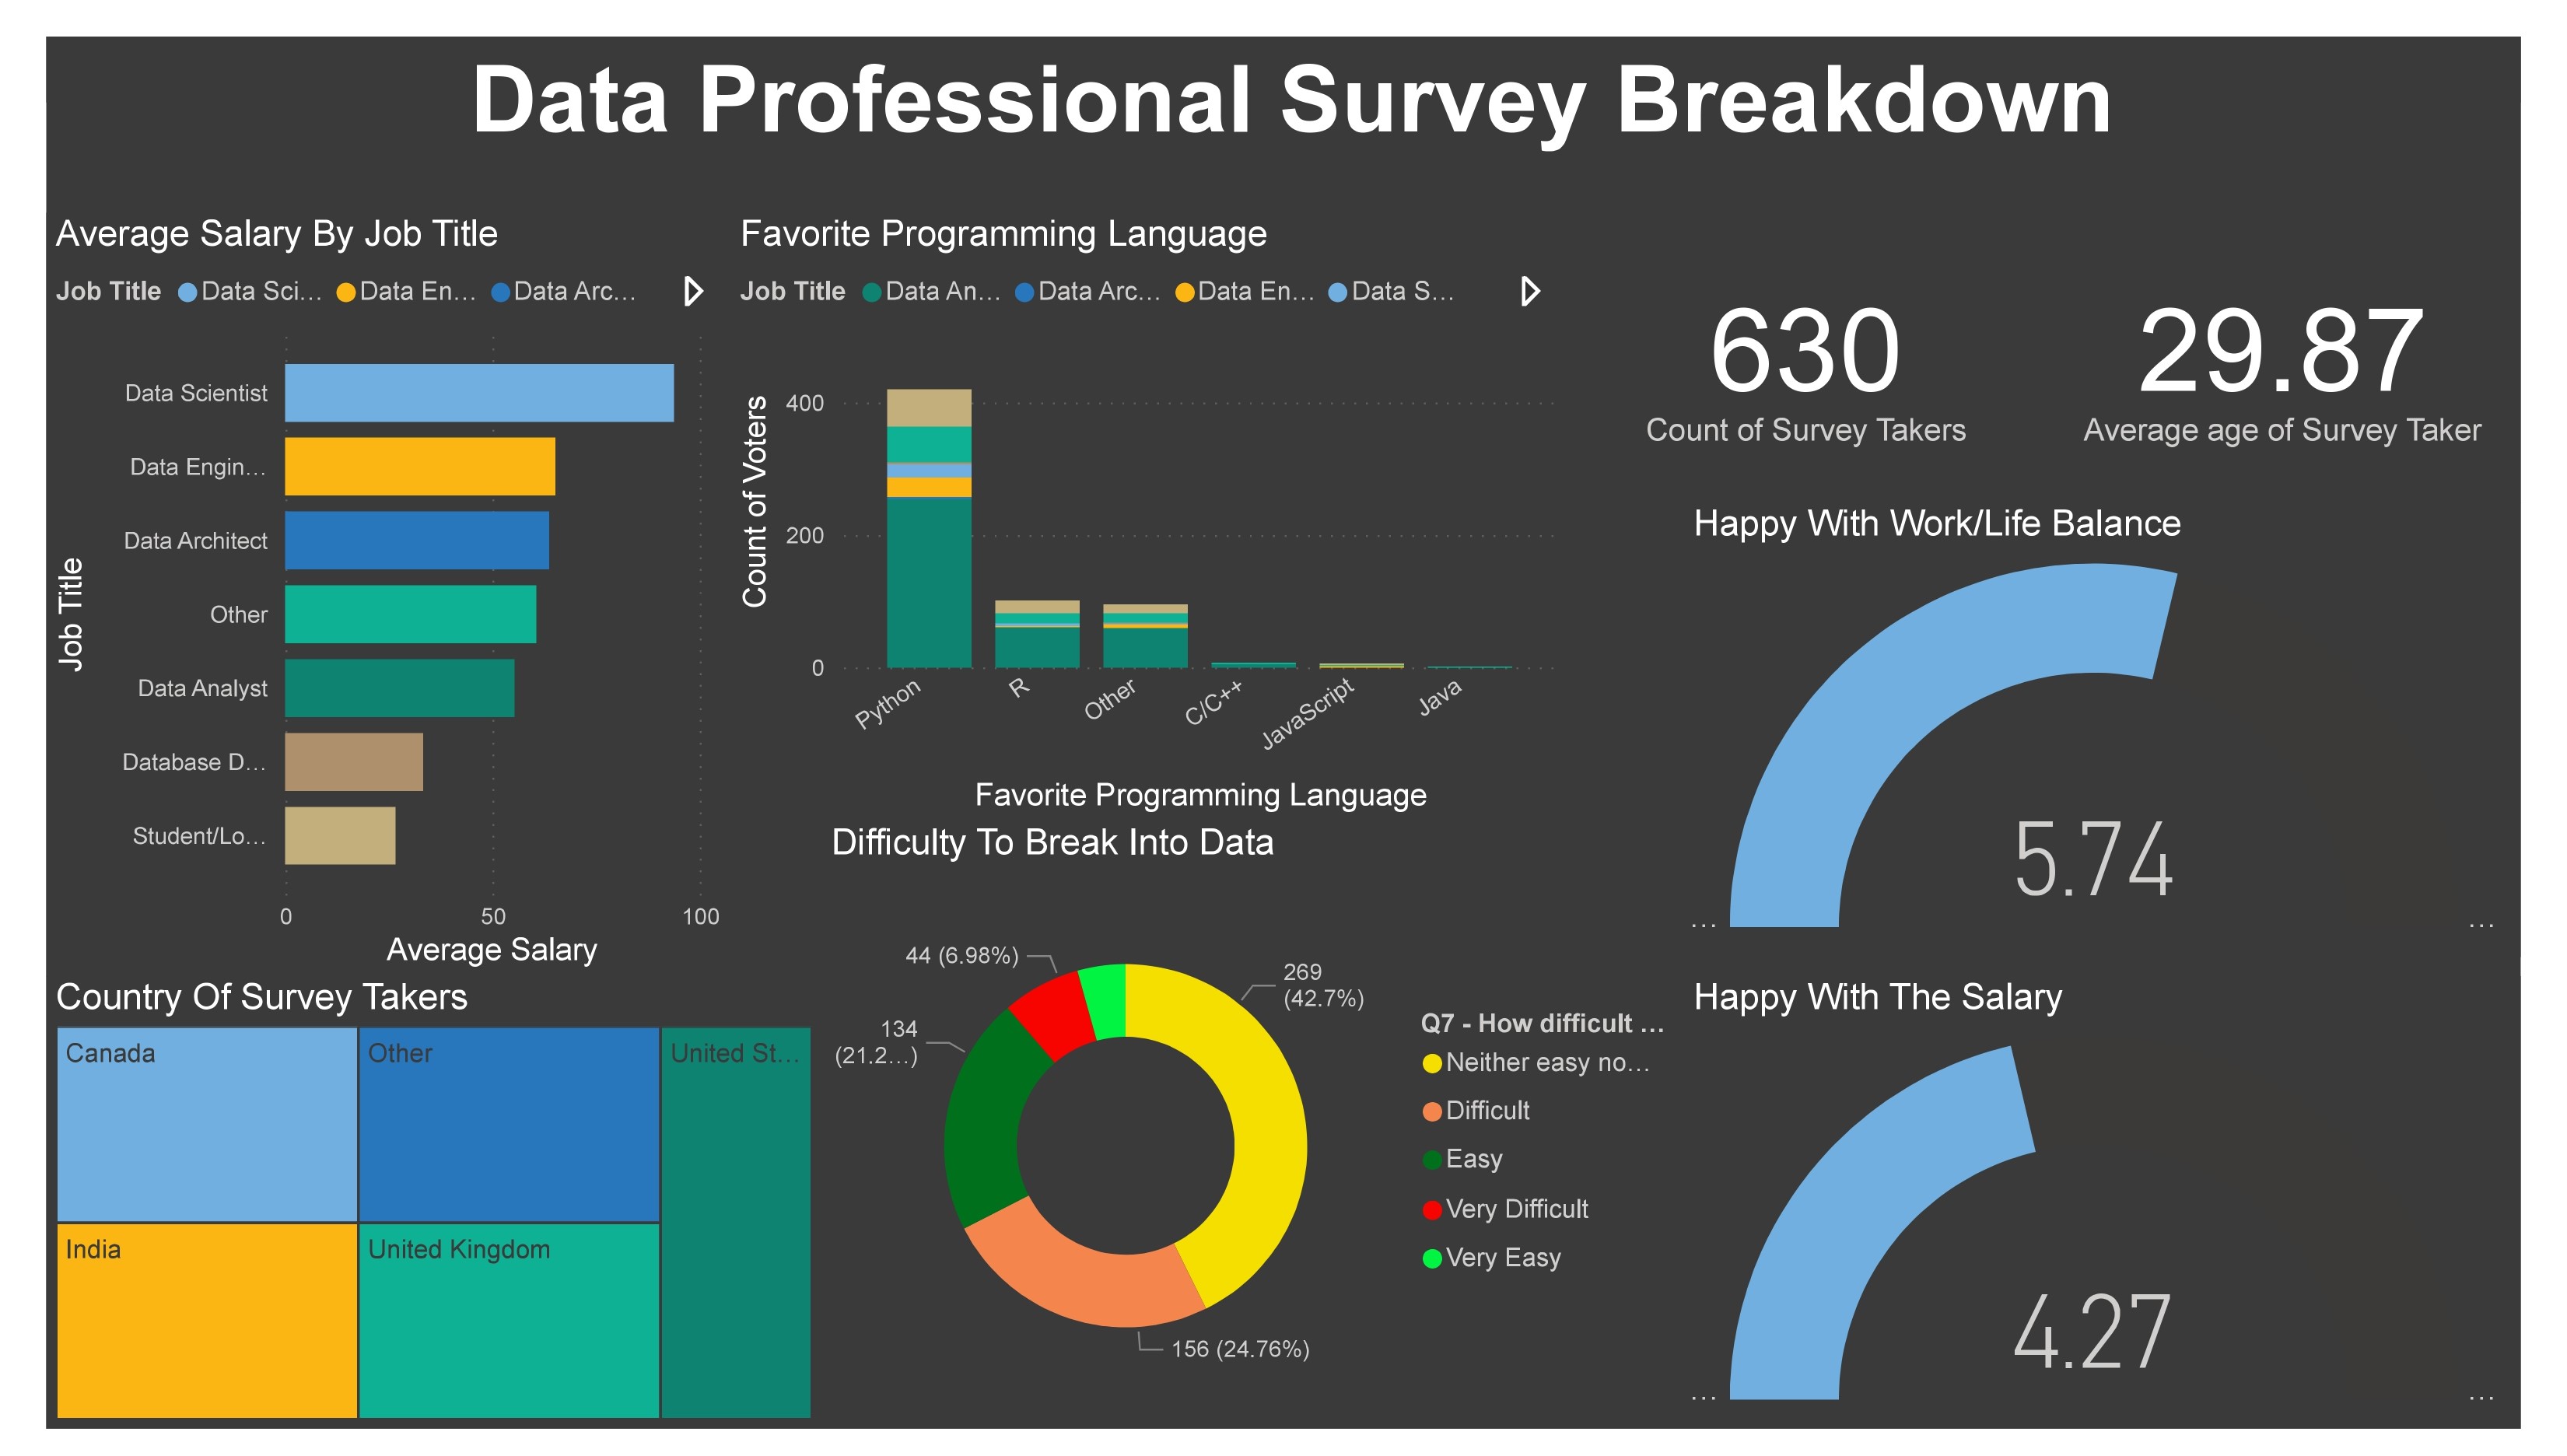 Data Professional Survey Breakdown
Average Salary By Job Title
Job Title Data Sci... Data En... Data Arc...
Job Title
Data Scientist
Data Engin...
Data Architect
Other
Data Analyst
Database D...
Student/Lo...
0 50 100
Average Salary
Favorite Programming Language
Job Title Data An... Data Arc... Data En... Data S...
Count of Voters
400
200
0
Python R Other C/C++ JavaScript Java
Favorite Programming Language
630
Count of Survey Takers
29.87
Average age of Survey Taker
Happy With Work/Life Balance
5.74
... ...
Country Of Survey Takers
Canada
Other
United St...
India
United Kingdom
Difficulty To Break Into Data
44 (6.98%)
269
(42.7%)
134
(21.2...)
156 (24.76%)
Q7 - How difficult ...
Neither easy no...
Difficult
Easy
Very Difficult
Very Easy
Happy With The Salary
4.27
... ...